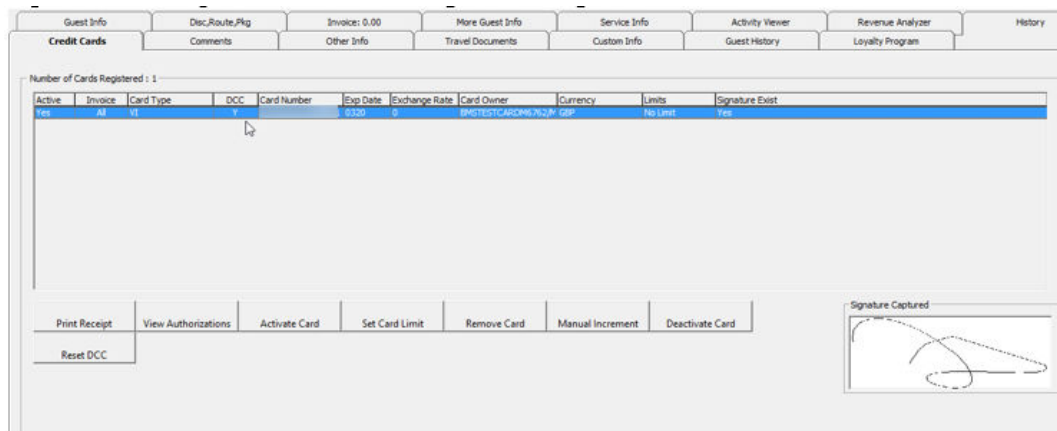 Guest Info Disc,Route,Pkg Invoice: 0.00 More Guest Info Service Info Activity Viewer Revenue Analyzer History
Credit Cards Comments Other Info Travel Documents Custom Info Guest History Loyalty Program
Number of Cards Registered : 1
Active Invoice Card Type DCC Card Number Exp Date Exchange Rate Card Owner Currency Limits Signature Exist
Yes All VI Y 0320 0 BMSTESTCARDM6762,/M GBP No Limit Yes
Signature Captured
Print Receipt View Authorizations Activate Card Set Card Limit Remove Card Manual Increment Deactivate Card
Reset DCC